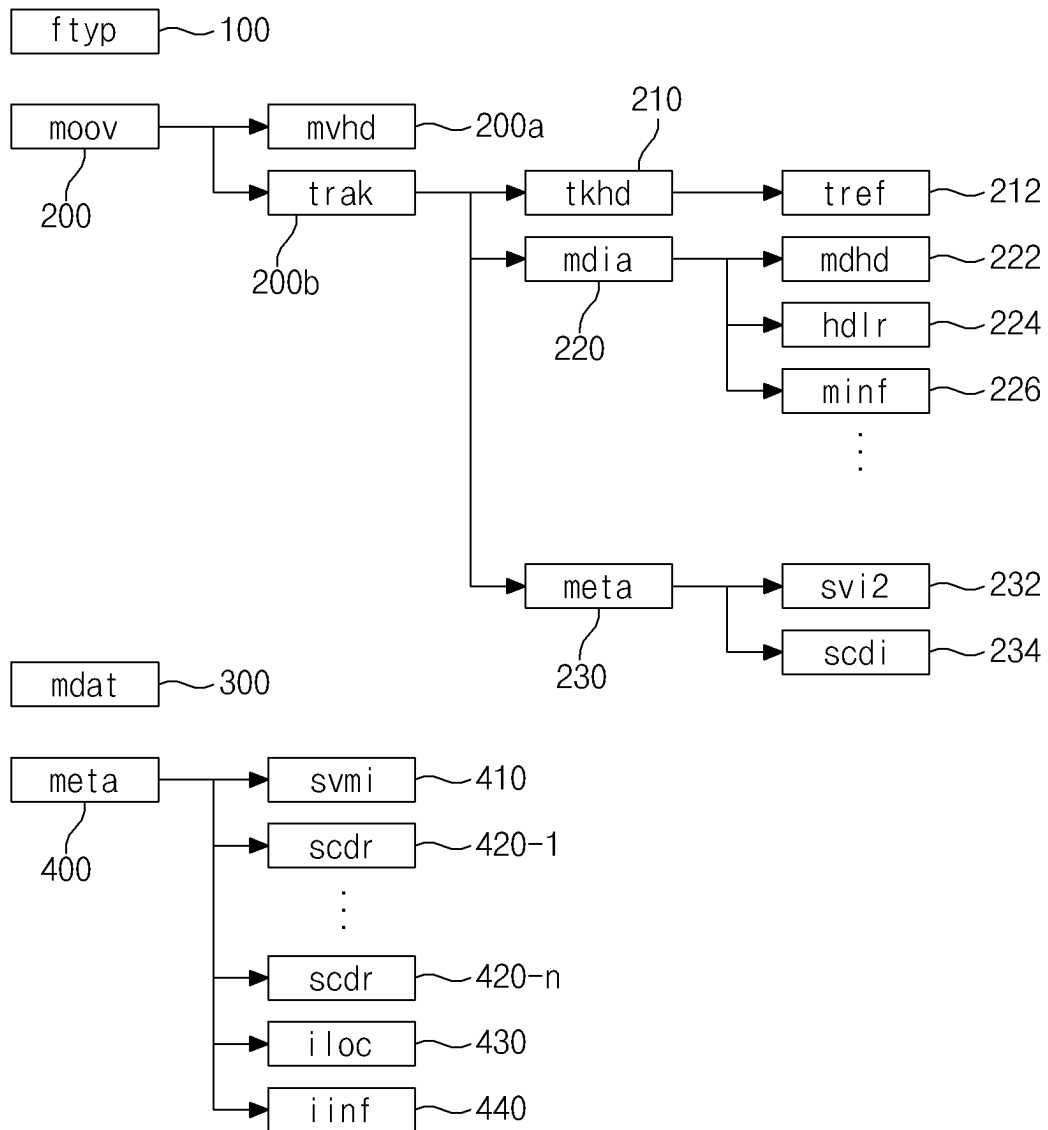 ftyp 100
210
moov mvhd 200a
trak tkhd tref 212
200
mdia mdhd 222
200b
hdlr 224
220
minf 226
meta svi2 232
scdi 234
230
mdat 300
meta svmi 410
scdr 420-1
400
scdr 420-n
iloc 430
iinf 440